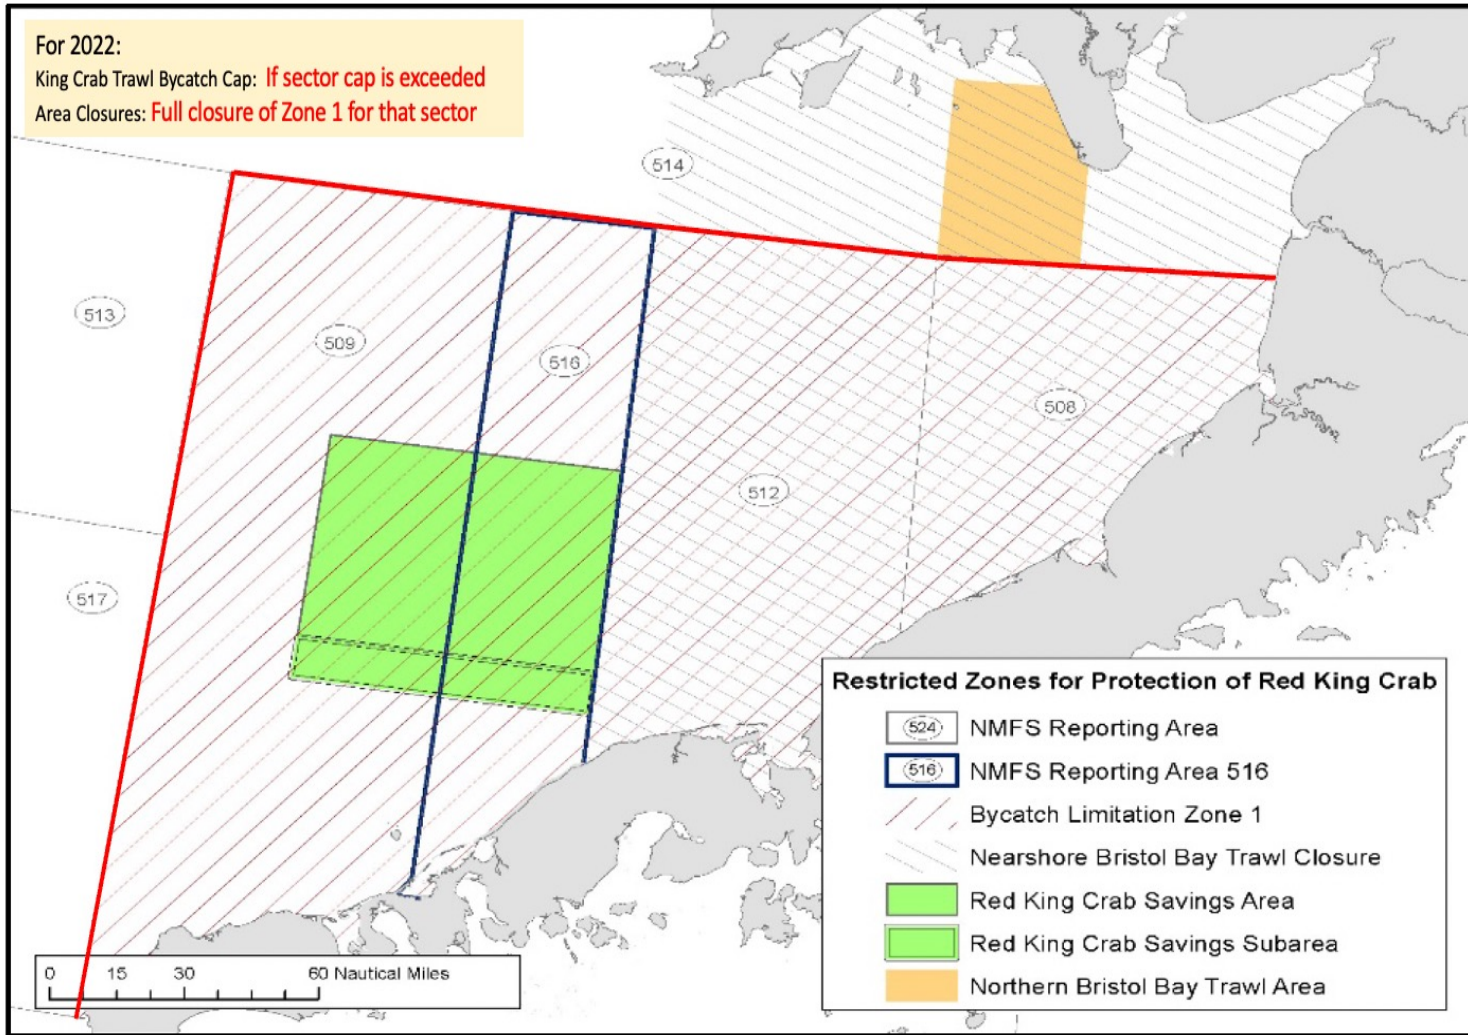 For 2022:
King Crab Trawl Bycatch Cap: If sector cap is exceeded
Area Closures: Full closure of Zone 1 for that sector
514
513
509
516
508
512
517
Restricted Zones for Protection of Red King Crab
524 NMFS Reporting Area
516 NMFS Reporting Area 516
Bycatch Limitation Zone 1
Nearshore Bristol Bay Trawl Closure
Red King Crab Savings Area
Red King Crab Savings Subarea
Northern Bristol Bay Trawl Area
0 15 30 60 Nautical Miles